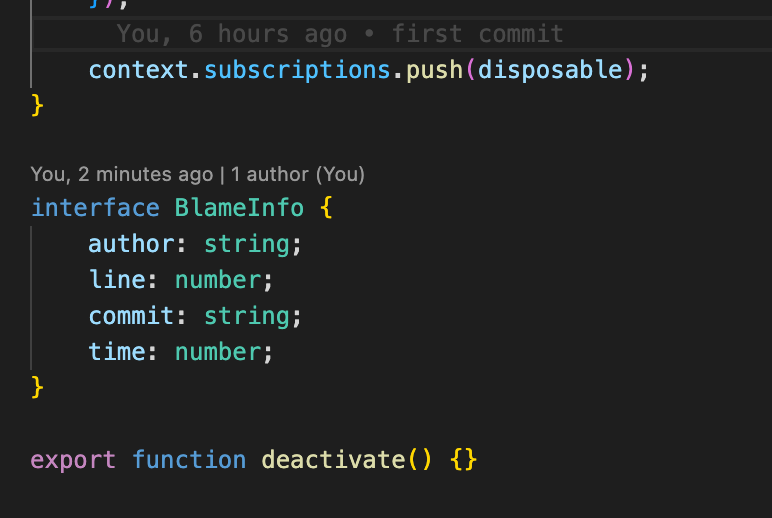 });
You, 6 hours ago • first commit
context.subscriptions.push(disposable);
}
You, 2 minutes ago | 1 author (You)
interface BlameInfo {
author: string;
line: number;
commit: string;
time: number;
}
export function deactivate() {}